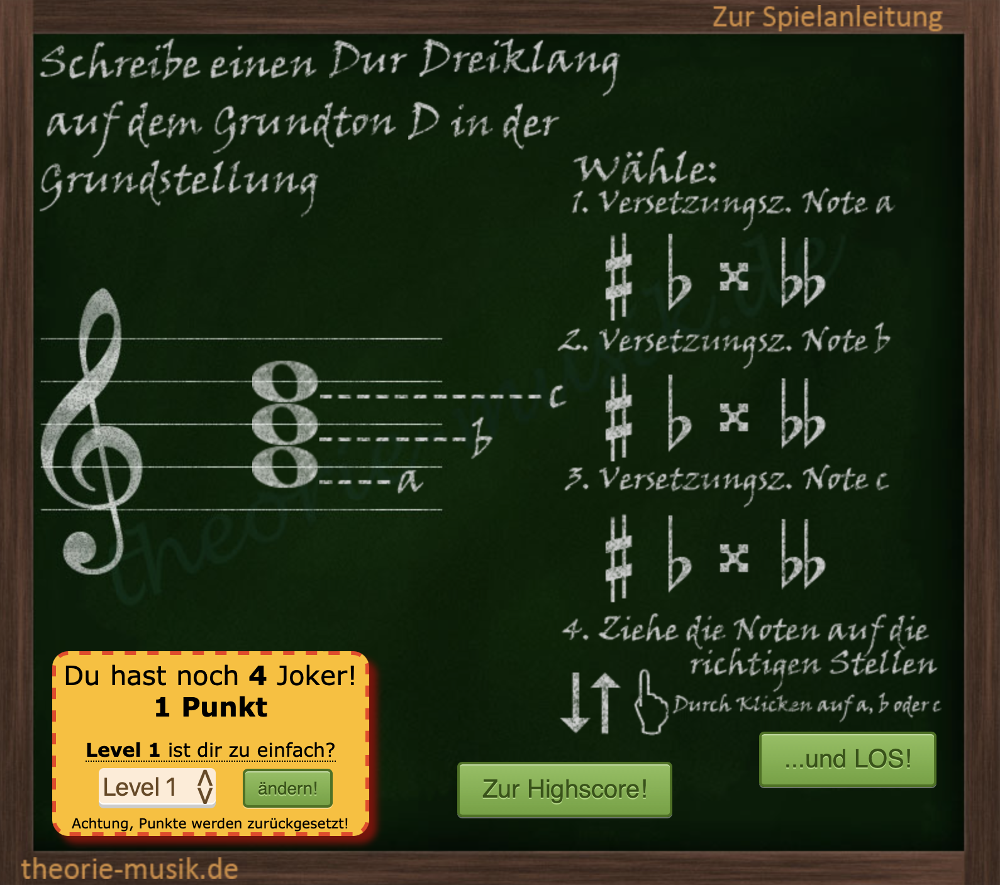 Zur Spielanleitung
Schreibe einen Dur Dreiklang
auf dem Grundton D in der
Grundstellung
Wähle:
1. Versetzungsz. Note a
2. Versetzungsz. Note b
3. Versetzungsz. Note c
c
b
a
theorie-musik.de
4. Ziehe die Noten auf die
richtigen Stellen
Durch Klicken auf a, b oder c
Du hast noch 4 Joker!
1 Punkt
Level 1 ist dir zu einfach?
Level 1
ändern!
Achtung, Punkte werden zurückgesetzt!
Zur Highscore!
...und LOS!
theorie-musik.de